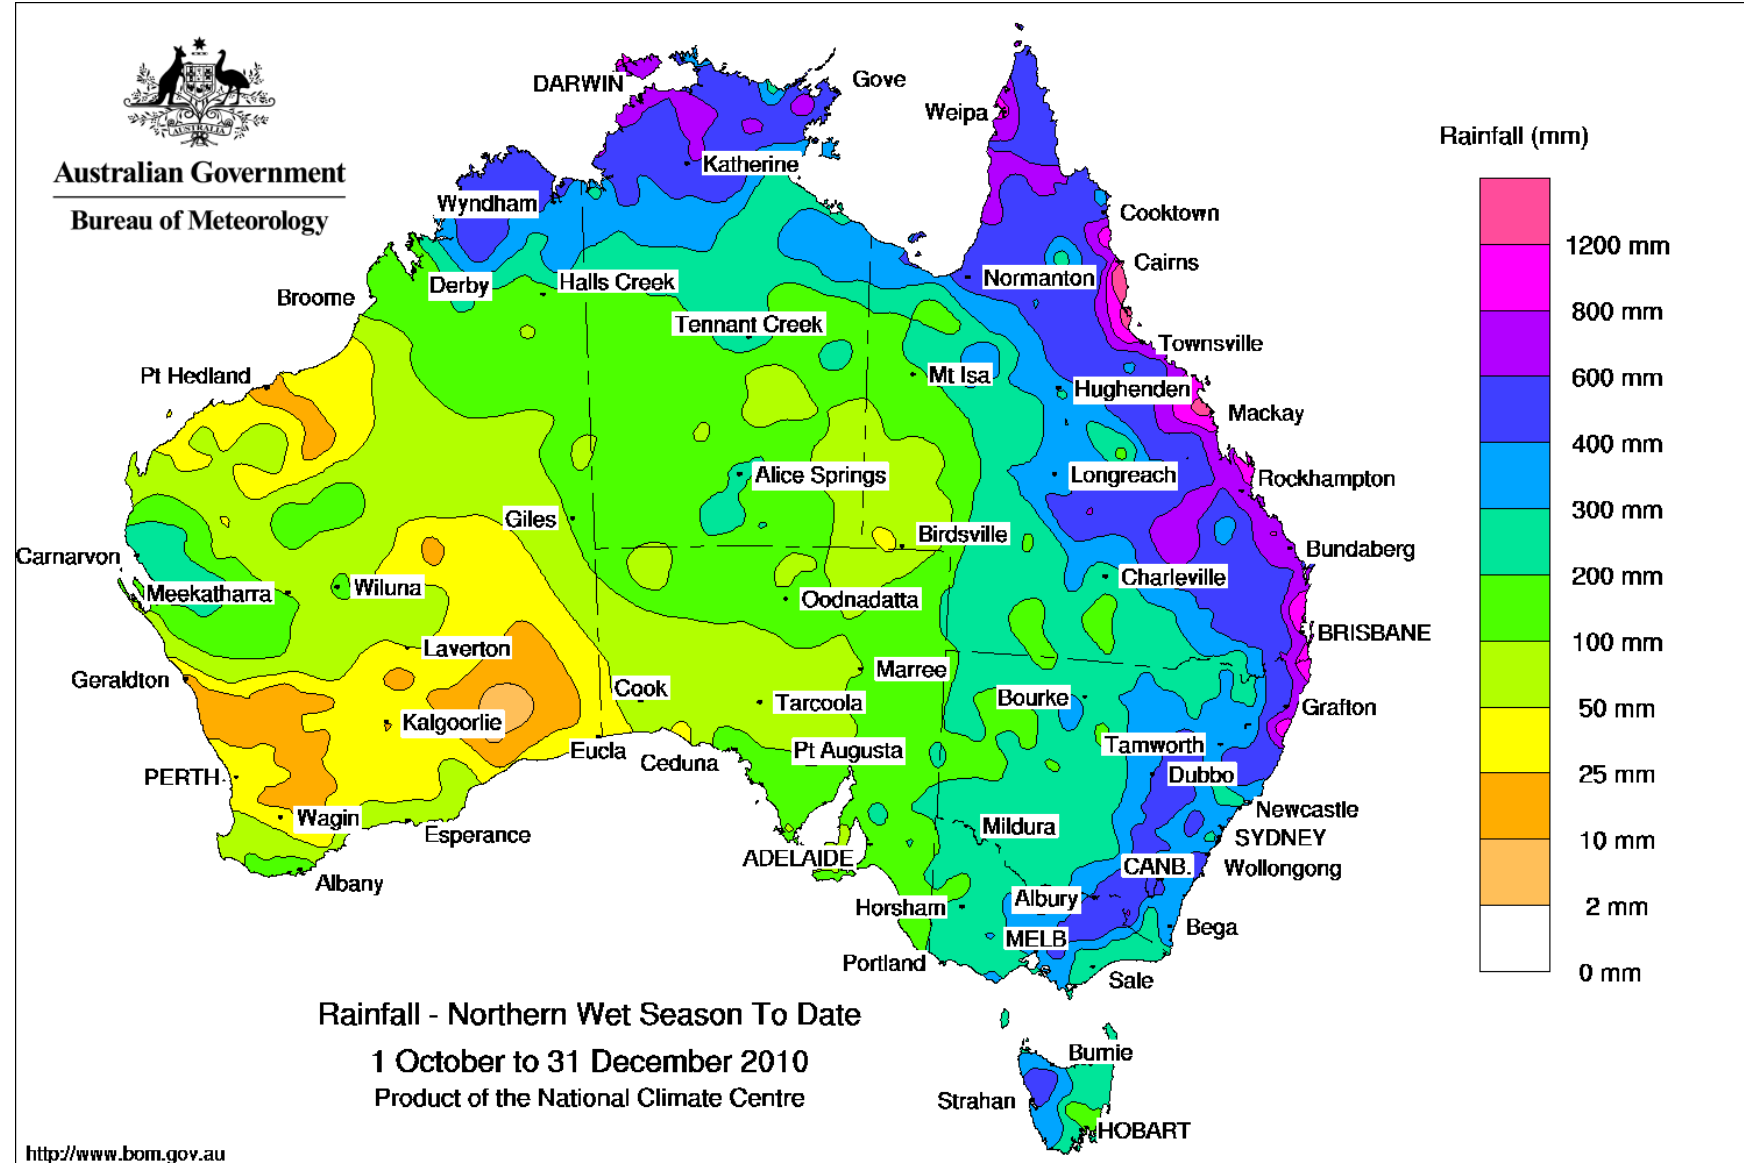 AUSTRALIA
Australian Government
Bureau of Meteorology
DARWIN
Gove
Weipa
Katherine
Wyndham
Cooktown
Cairns
Derby
Halls Creek
Normanton
Broome
Tennant Creek
Townsville
Pt Hedland
Mt Isa
Hughenden
Mackay
Alice Springs
Longreach
Rockhampton
Giles
Birdsville
Bundaberg
Carnarvon
Meekatharra
Wiluna
Charleville
Oodnadatta
BRISBANE
Laverton
Marree
Geraldton
Cook
Tarcoola
Bourke
Grafton
Kalgoorlie
Eucla
Ceduna
Pt Augusta
Tamworth
PERTH
Dubbo
Wagin
Esperance
Mildura
Newcastle
SYDNEY
ADELAIDE
CANB.
Wollongong
Albany
Horsham
Albury
MELB
Bega
Portland
Sale
Burnie
Strahan
HOBART
Rainfall (mm)
1200 mm
800 mm
600 mm
400 mm
300 mm
200 mm
100 mm
50 mm
25 mm
10 mm
2 mm
0 mm
Rainfall - Northern Wet Season To Date
1 October to 31 December 2010
Product of the National Climate Centre
http://www.bom.gov.au